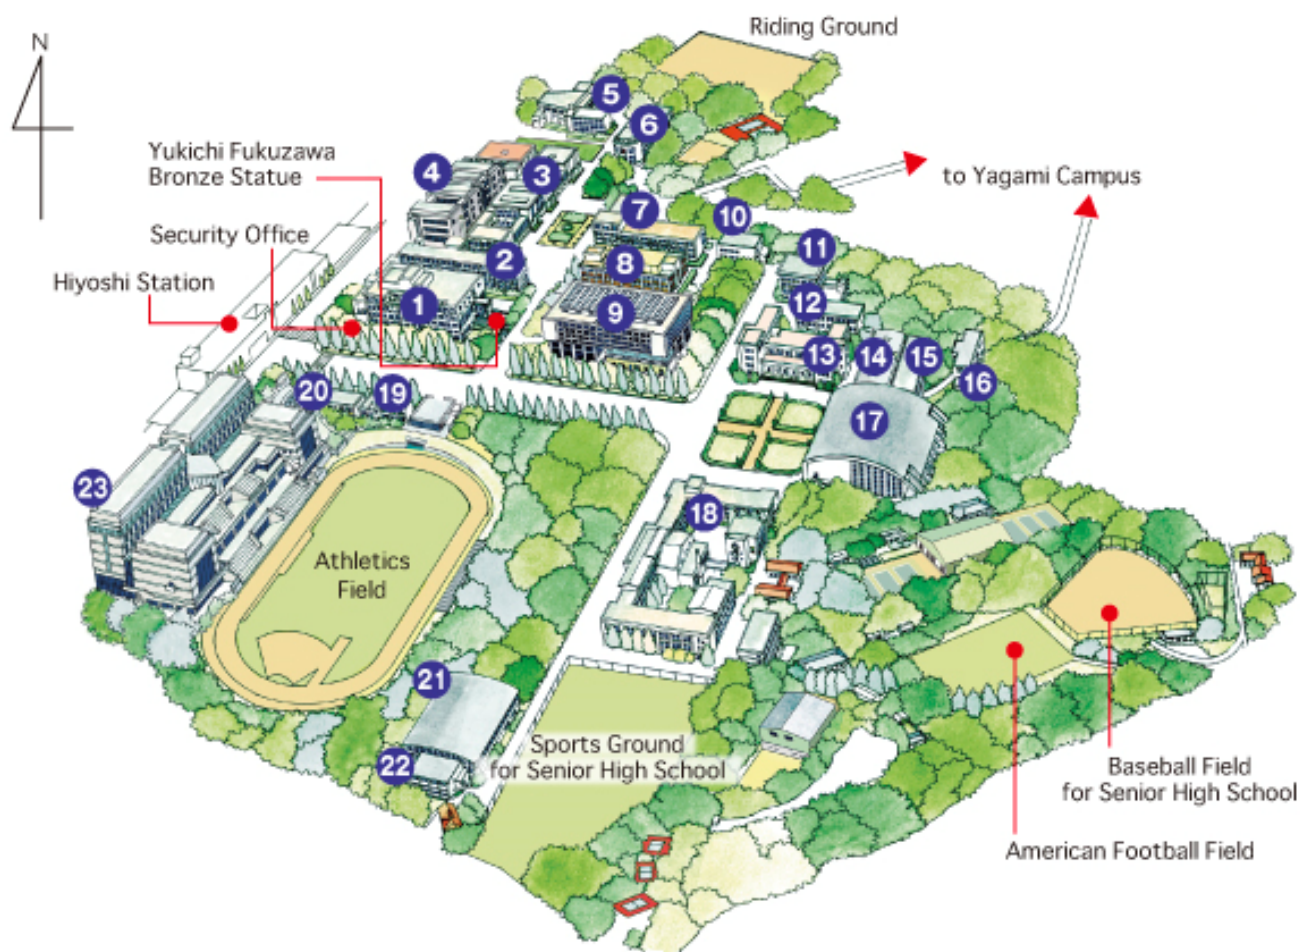 Riding Ground
N
5
6
Yukichi Fukuzawa
Bronze Statue
4
3
to Yagami Campus
7
10
Security Office
11
2
8
Hiyoshi Station
1
9
12
13
14
15
16
20
19
17
23
18
Athletics
Field
21
22
Sports Ground
for Senior High School
Baseball Field
for Senior High School
American Football Field